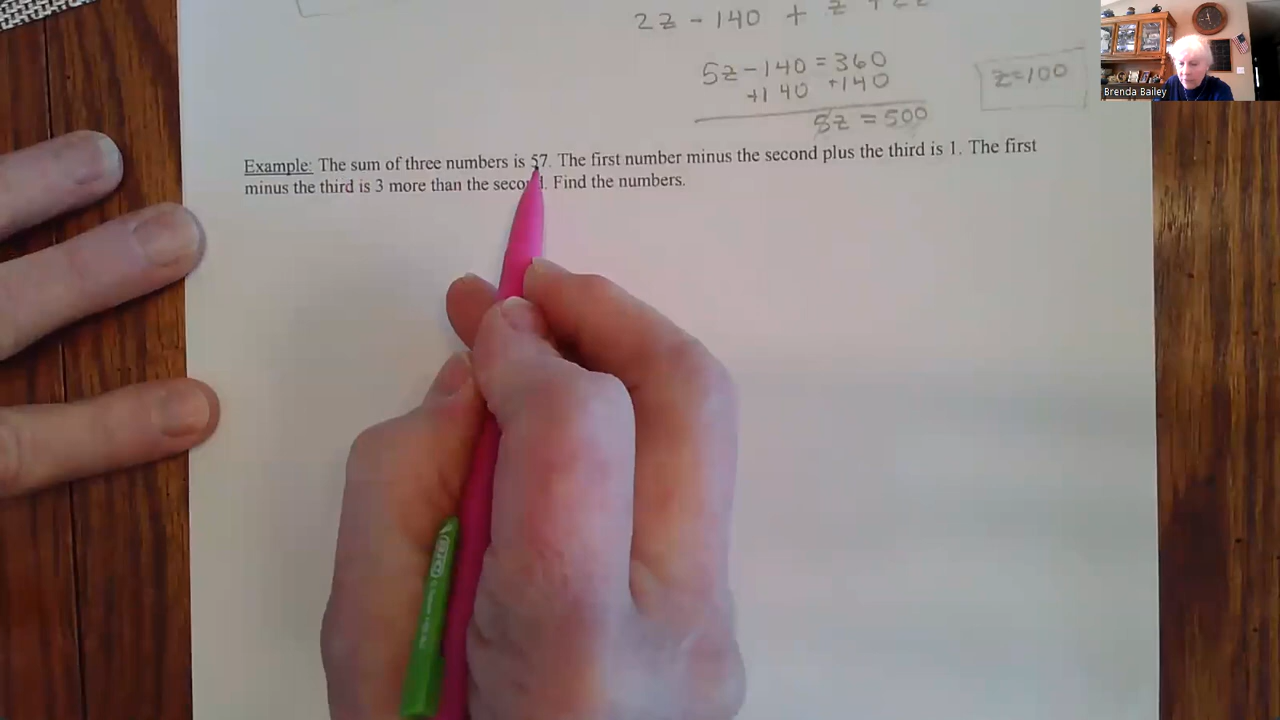 2z - 140 + z
5z - 140 = 360
+140 +140
5z = 500
z=100
Brenda Bailey
Example: The sum of three numbers is 57. The first number minus the second plus the third is 1. The first
minus the third is 3 more than the second. Find the numbers.
BIC